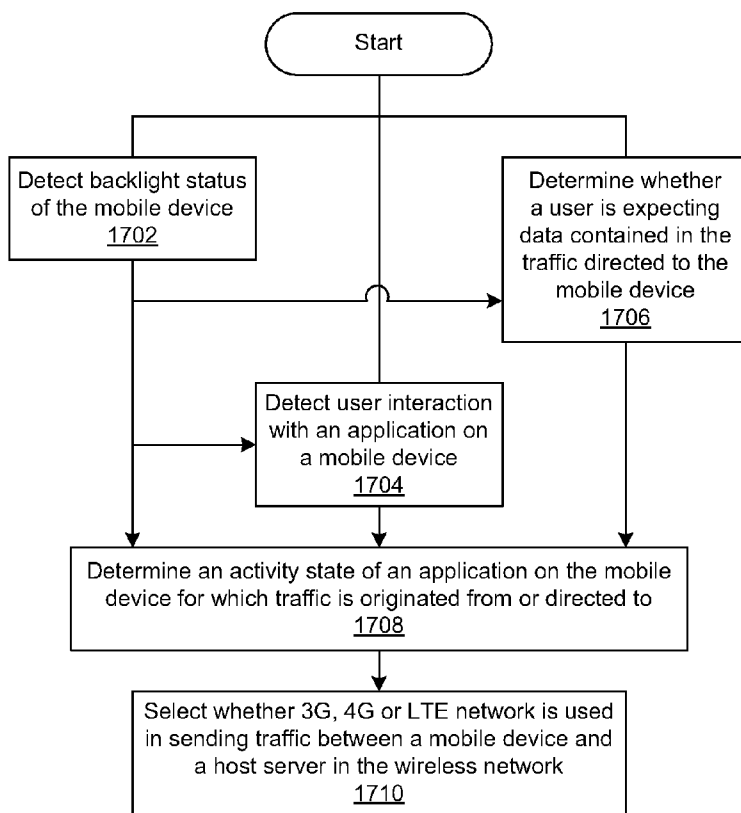 Start
Detect backlight status
of the mobile device
1702
Determine whether
a user is expecting
data contained in the
traffic directed to the
mobile device
1706
Detect user interaction
with an application on
a mobile device
1704
Determine an activity state of an application on the mobile
device for which traffic is originated from or directed to
1708
Select whether 3G, 4G or LTE network is used
in sending traffic between a mobile device and
a host server in the wireless network
1710